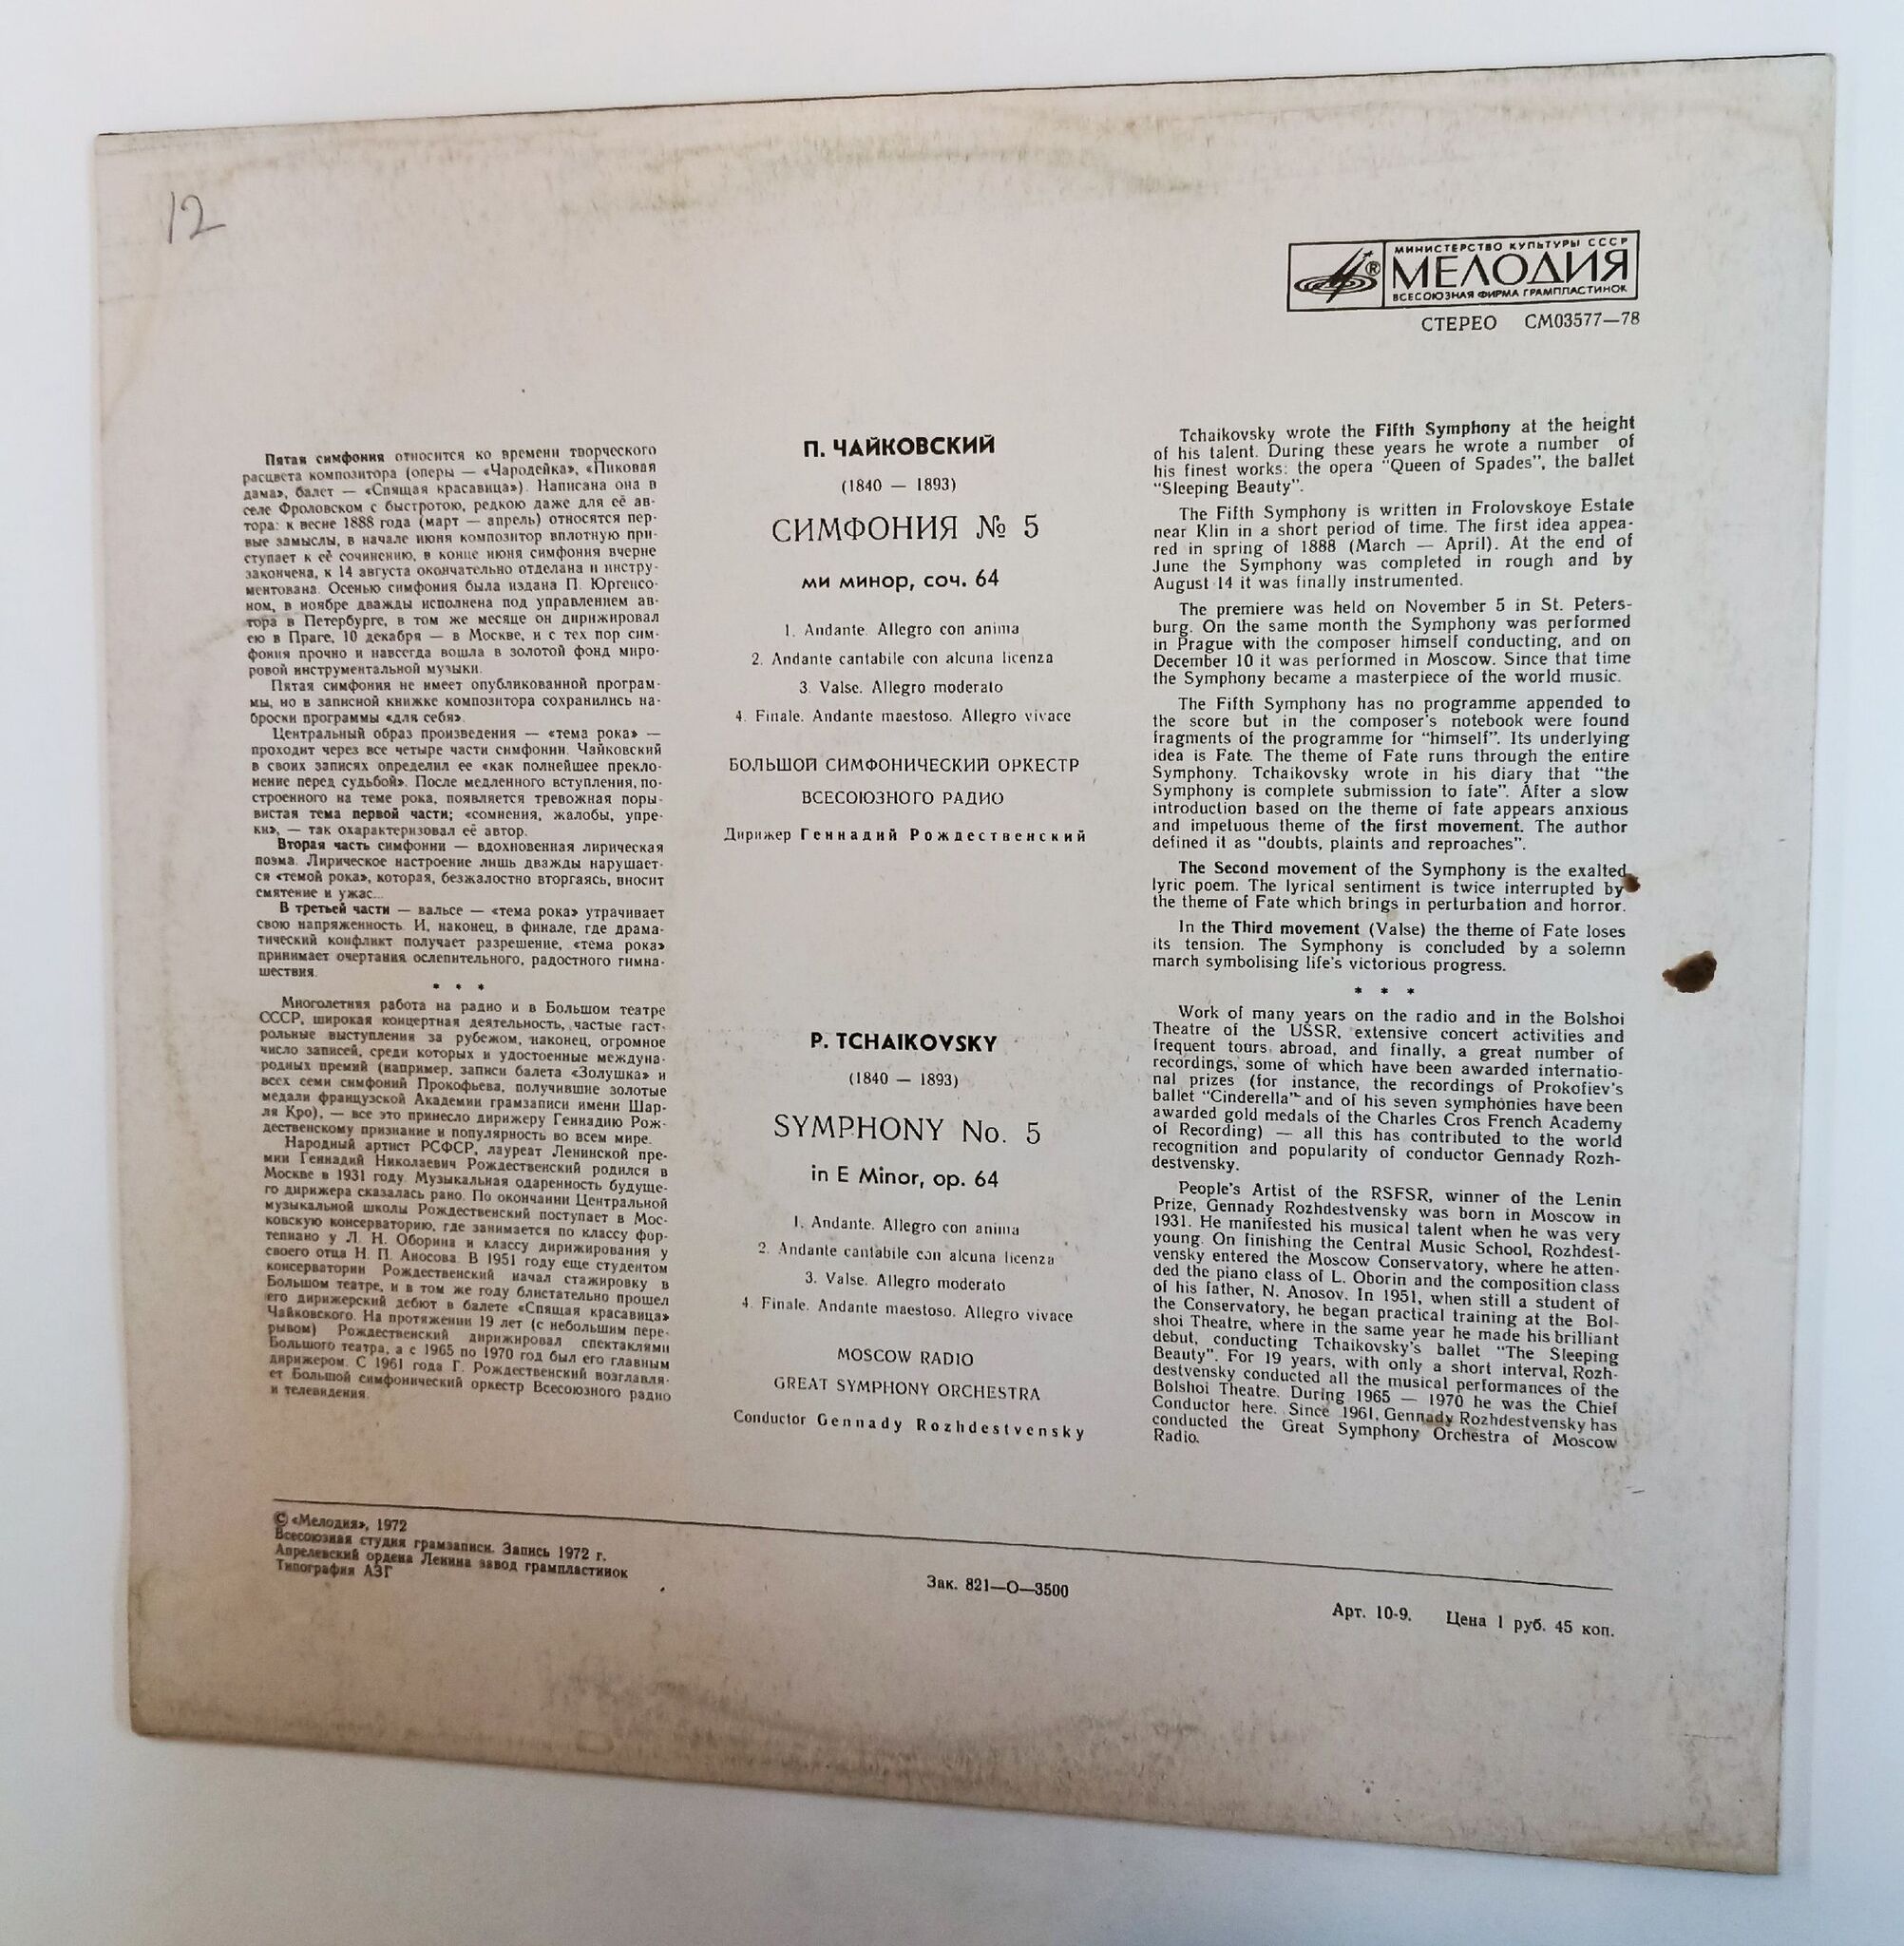 12
МИНИСТЕРСТВО КУЛЬТУРЫ СССР
МЕЛОДИЯ
ВСЕСОЮЗНАЯ ФИРМА ГРАМПЛАСТИНОК
®
СТЕРЕО СМ03577—78
Пятая симфония относится ко времени творческого
расцвета композитора (оперы — «Чародейка», «Пиковая
дама», балет — «Спящая красавица»). Написана она в
селе Фроловском с быстротою, редкою даже для её ав-
тора: к весне 1888 года (март — апрель) относятся пер-
вые замыслы, в начале июня композитор вплотную при-
ступает к её сочинению, в конце июня симфония вчерне
закончена, к 14 августа окончательно отделана и инстру-
ментована. Осенью симфония была издана П. Юргенсо-
ном, в ноябре дважды исполнена под управлением ав-
тора в Петербурге, в том же месяце он дирижировал
ею в Праге, 10 декабря — в Москве, и с тех пор сим-
фония прочно и навсегда вошла в золотой фонд миро-
ровой инструментальной музыки.
Пятая симфония не имеет опубликованной програм-
мы, но в записной книжке композитора сохранились на-
броски программы «для себя».
Центральный образ произведения — «тема рока» —
проходит через все четыре части симфонии. Чайковский
в своих записях определил ее «как полнейшее прекло-
нение перед судьбой». После медленного вступления, по-
строенного на теме рока, появляется тревожная поры-
вистая тема первой части; «сомнения, жалобы, упре-
ки», — так охарактеризовал её автор.
Вторая часть симфонии — вдохновенная лирическая
поэма. Лирическое настроение лишь дважды нарушает-
ся «темой рока», которая, безжалостно вторгаясь, вносит
смятение и ужас...
В третьей части — вальсе — «тема рока» утрачивает
свою напряженность. И, наконец, в финале, где драма-
тический конфликт получает разрешение, «тема рока»
принимает очертания ослепительного, радостного гимна-
шествия.
* * *
Многолетняя работа на радио и в Большом театре
СССР, широкая концертная деятельность, частые гаст-
рольные выступления за рубежом, наконец, огромное
число записей, среди которых и удостоенные междуна-
родных премий (например, записи балета «Золушка» и
всех семи симфоний Прокофьева, получившие золотые
медали французской Академии грамзаписи имени Шар-
ля Кро), — все это принесло дирижеру Геннадию Рож-
дественскому признание и популярность во всем мире.
Народный артист РСФСР, лауреат Ленинской пре-
мии Геннадий Николаевич Рождественский родился в
Москве в 1931 году. Музыкальная одаренность будуще-
го дирижера сказалась рано. По окончании Центральной
музыкальной школы Рождественский поступает в Мос-
ковскую консерваторию, где занимается по классу фор-
тепиано у Л. Н. Оборина и классу дирижирования у
своего отца Н. П. Аносова. В 1951 году еще студентом
консерватории Рождественский начал стажировку в
Большом театре, и в том же году блистательно прошел
его дирижерский дебют в балете «Спящая красавица»
Чайковского. На протяжении 19 лет (с небольшим пере-
рывом) Рождественский дирижировал спектаклями
Большого театра, а с 1965 по 1970 год был его главным
дирижером. С 1961 года Г. Рождественский возглавля-
ет Большой симфонический оркестр Всесоюзного радио
и телевидения.
П. ЧАЙКОВСКИЙ
(1840 — 1893)
СИМФОНИЯ № 5
ми минор, соч. 64
1. Andante. Allegro con anima
2. Andante cantabile con alcuna licenza
3. Valse. Allegro moderato
4. Finale. Andante maestoso. Allegro vivace
БОЛЬШОЙ СИМФОНИЧЕСКИЙ ОРКЕСТР
ВСЕСОЮЗНОГО РАДИО
Дирижер Геннадий Рождественский
P. TCHAIKOVSKY
(1840 — 1893)
SYMPHONY No. 5
in E Minor, op. 64
1. Andante. Allegro con anima
2. Andante cantabile con alcuna licenza
3. Valse. Allegro moderato
4. Finale. Andante maestoso. Allegro vivace
MOSCOW RADIO
GREAT SYMPHONY ORCHESTRA
Conductor Gennady Rozhdestvensky
Tchaikovsky wrote the Fifth Symphony at the height
of his talent. During these years he wrote a number of
his finest works: the opera "Queen of Spades", the ballet
"Sleeping Beauty".
The Fifth Symphony is written in Frolovskoye Estate
near Klin in a short period of time. The first idea appea-
red in spring of 1888 (March — April). At the end of
June the Symphony was completed in rough and by
August 14 it was finally instrumented.
The premiere was held on November 5 in St. Peters-
burg. On the same month the Symphony was performed
in Prague with the composer himself conducting, and on
December 10 it was performed in Moscow. Since that time
the Symphony became a masterpiece of the world music.
The Fifth Symphony has no programme appended to
the score but in the composer's notebook were found
fragments of the programme for "himself". Its underlying
idea is Fate. The theme of Fate runs through the entire
Symphony. Tchaikovsky wrote in his diary that "the
Symphony is complete submission to fate". After a slow
introduction based on the theme of fate appears anxious
and impetuous theme of the first movement. The author
defined it as "doubts, plaints and reproaches".
The Second movement of the Symphony is the exalted
lyric poem. The lyrical sentiment is twice interrupted by
the theme of Fate which brings in perturbation and horror.
In the Third movement (Valse) the theme of Fate loses
its tension. The Symphony is concluded by a solemn
march symbolising life's victorious progress.
* * *
Work of many years on the radio and in the Bolshoi
Theatre of the USSR, extensive concert activities and
frequent tours abroad, and finally, a great number of
recordings, some of which have been awarded internatio-
nal prizes (for instance, the recordings of Prokofiev's
ballet "Cinderella" and of his seven symphonies have been
awarded gold medals of the Charles Cros French Academy
of Recording) — all this has contributed to the world
recognition and popularity of conductor Gennady Rozh-
destvensky.
People's Artist of the RSFSR, winner of the Lenin
Prize, Gennady Rozhdestvensky was born in Moscow in
1931. He manifested his musical talent when he was very
young. On finishing the Central Music School, Rozhdest-
vensky entered the Moscow Conservatory, where he atten-
ded the piano class of L. Oborin and the composition class
of his father, N. Anosov. In 1951, when still a student of
the Conservatory, he began practical training at the Bol-
shoi Theatre, where in the same year he made his brilliant
debut, conducting Tchaikovsky's ballet "The Sleeping
Beauty". For 19 years, with only a short interval, Rozh-
destvensky conducted all the musical performances of the
Bolshoi Theatre. During 1965 — 1970 he was the Chief
Conductor here. Since 1961, Gennady Rozhdestvensky has
conducted the Great Symphony Orchestra of Moscow
Radio.
© «Мелодия», 1972
Всесоюзная студия грамзаписи. Запись 1972 г.
Апрелевский ордена Ленина завод грампластинок
Типография АЗГ
Зак. 821—О—3500
Арт. 10-9. Цена 1 руб. 45 коп.